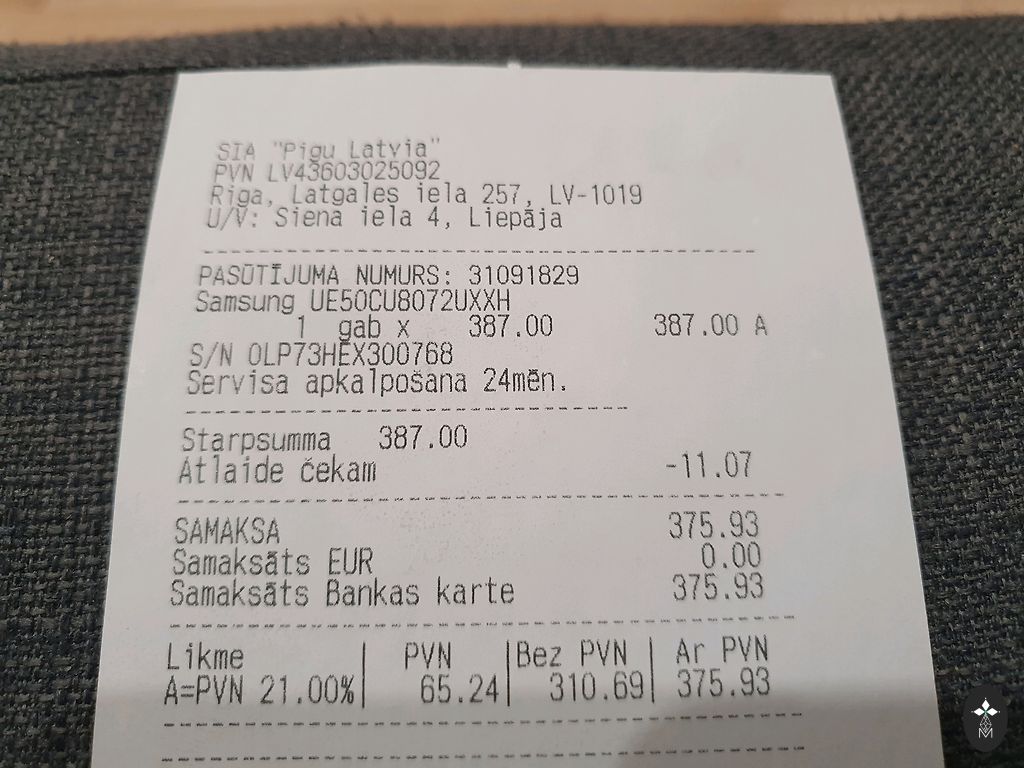 SIA "Pigu Latvia"
PVN LV43603025092
Rīga, Latgales iela 257, LV-1019
U/V: Siena iela 4, Liepāja
PASŪTĪJUMA NUMURS: 31091829
Samsung UE50CU8072UXXH
1 gab x 387.00 387.00 A
S/N 0LP73HEX300768
Servisa apkalpošana 24mēn.
Starpsumma 387.00
Atlaide čekam -11.07
SAMAKSA 375.93
Samaksāts EUR 0.00
Samaksāts Bankas karte 375.93
Likme | PVN | Bez PVN | Ar PVN
A=PVN 21.00% | 65.24 | 310.69 | 375.93
M